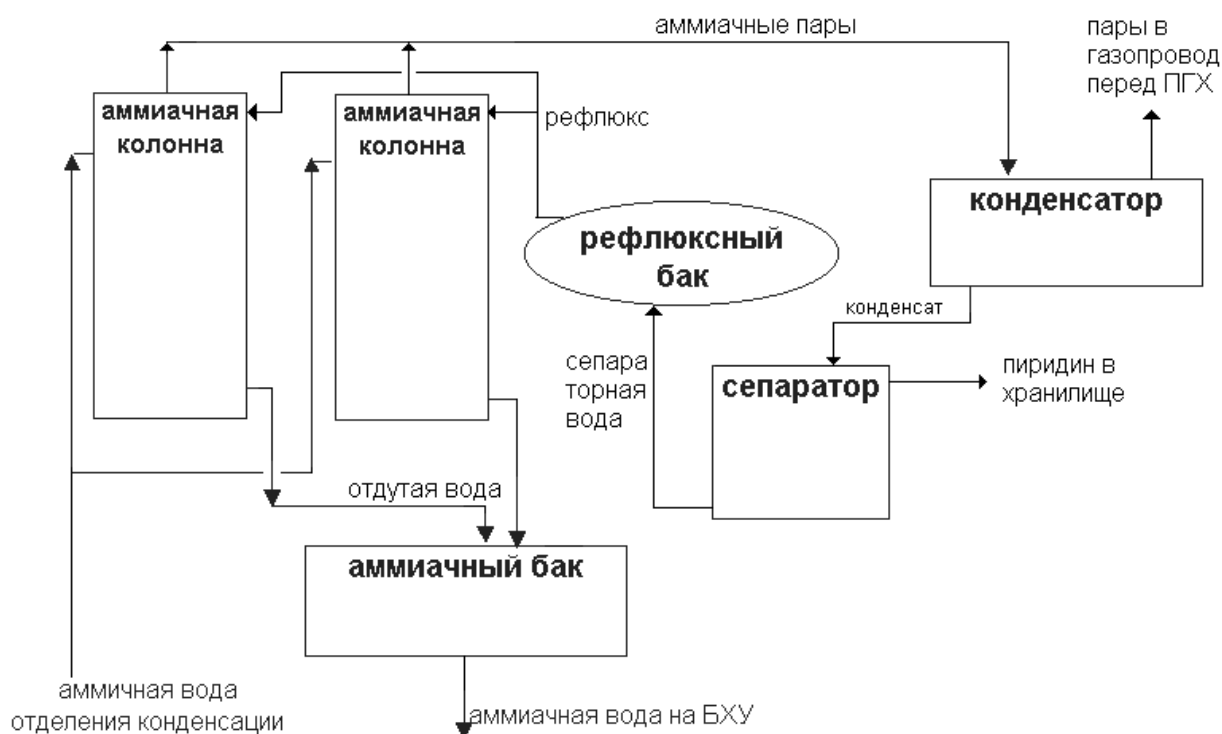 аммиачные пары
пары в
газопровод
перед ПГХ
аммиачная
колонна
аммиачная
колонна
рефлюкс
конденсатор
рефлюксный
бак
конденсат
сепара
торная
вода
сепаратор
пиридин в
хранилище
отдутая вода
аммиачный бак
аммичная вода
отделения конденсации
аммиачная вода на БХУ